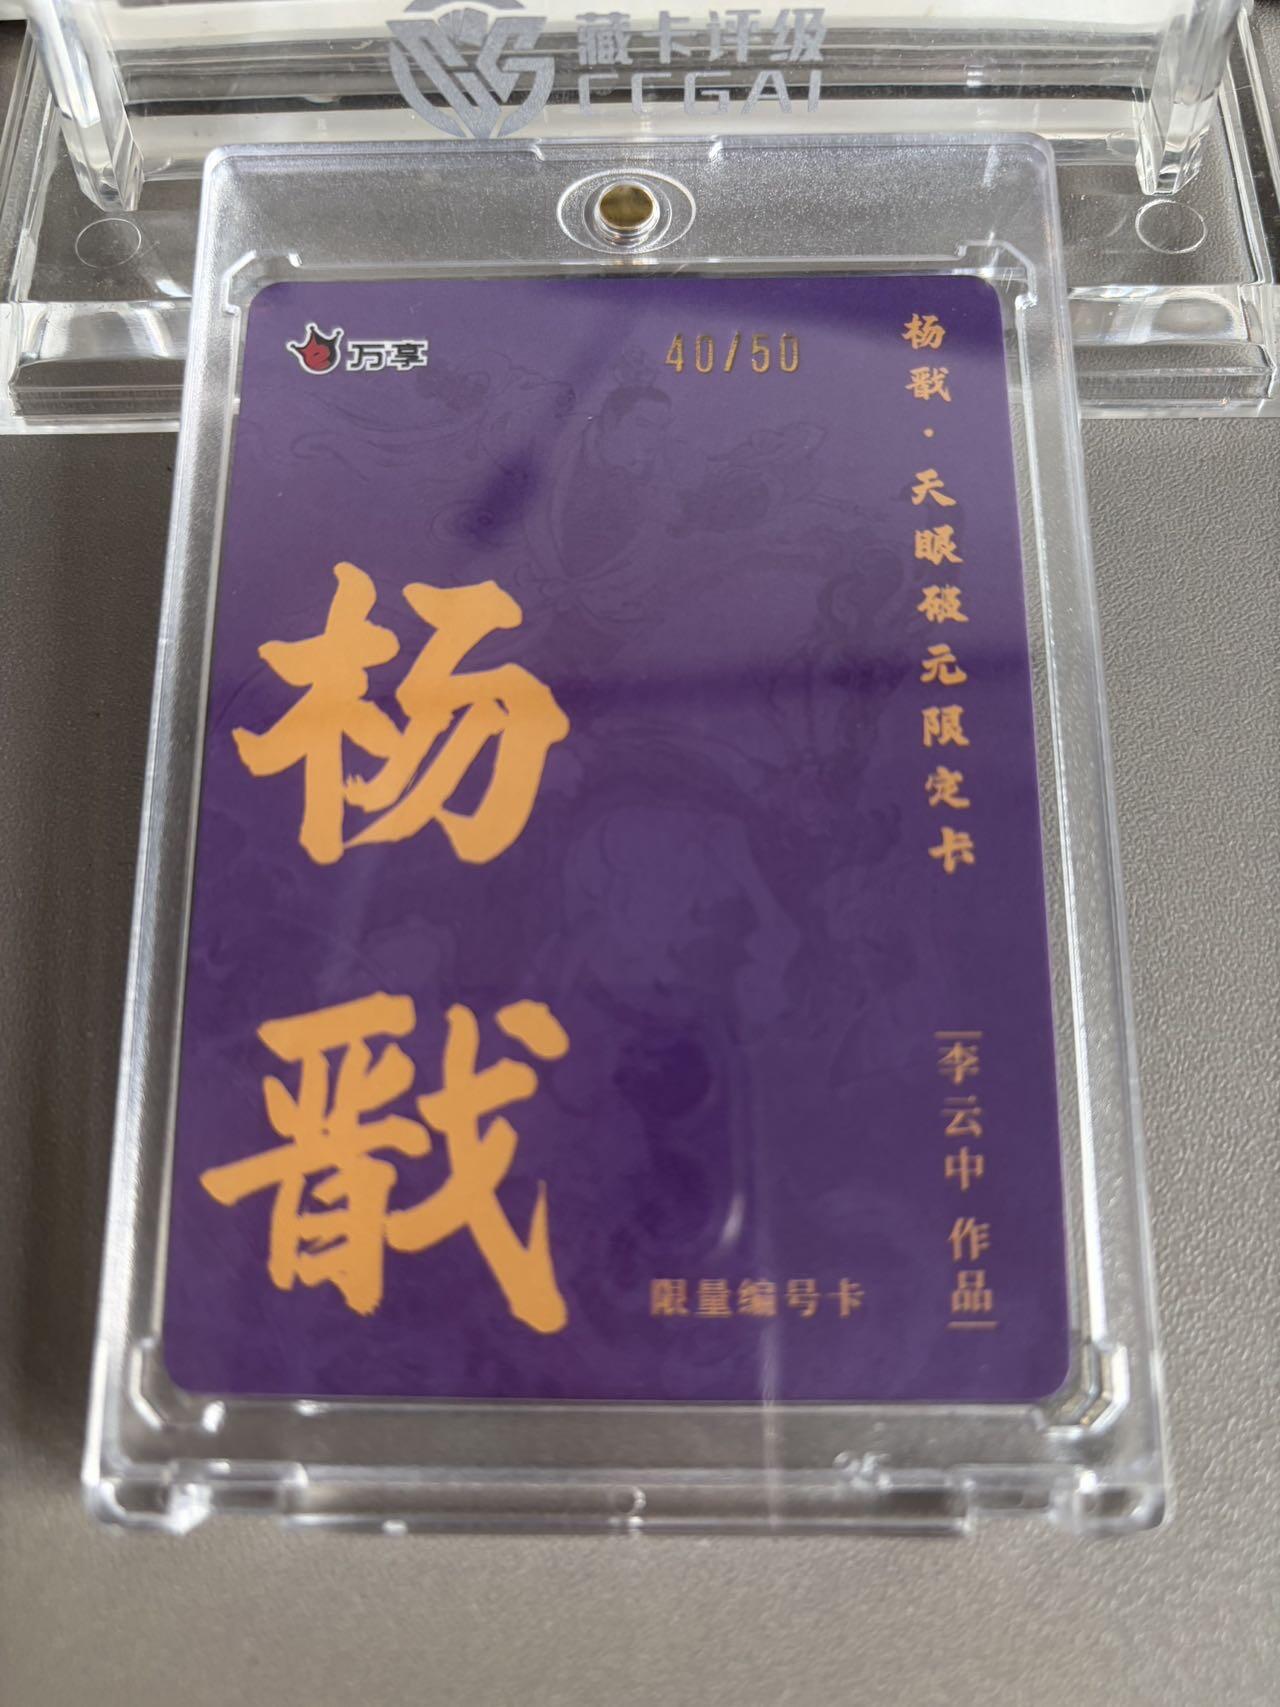 藏卡评级
CCGAI
万享
40/50
杨戬·天眼破元限定卡
杨戬
李云中 作品
限量编号卡